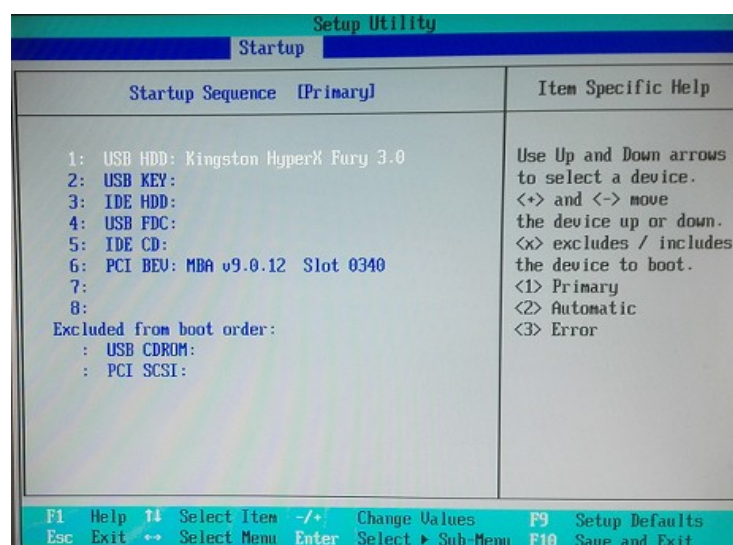 Setup Utility
Startup
Startup Sequence [Primary]
1: USB HDD: Kingston HyperX Fury 3.0
2: USB KEY:
3: IDE HDD:
4: USB FDC:
5: IDE CD:
6: PCI BEV: MBA v9.0.12 Slot 0340
7:
8:
Excluded from boot order:
: USB CDROM:
: PCI SCSI:
Item Specific Help
Use Up and Down arrows
to select a device.
<+> and <-> move
the device up or down.
<x> excludes / includes
the device to boot.
<1> Primary
<2> Automatic
<3> Error
F1 Help ↑↓ Select Item -/+ Change Values F9 Setup Defaults
Esc Exit ↔ Select Menu Enter Select ▶ Sub-Menu F10 Save and Exit